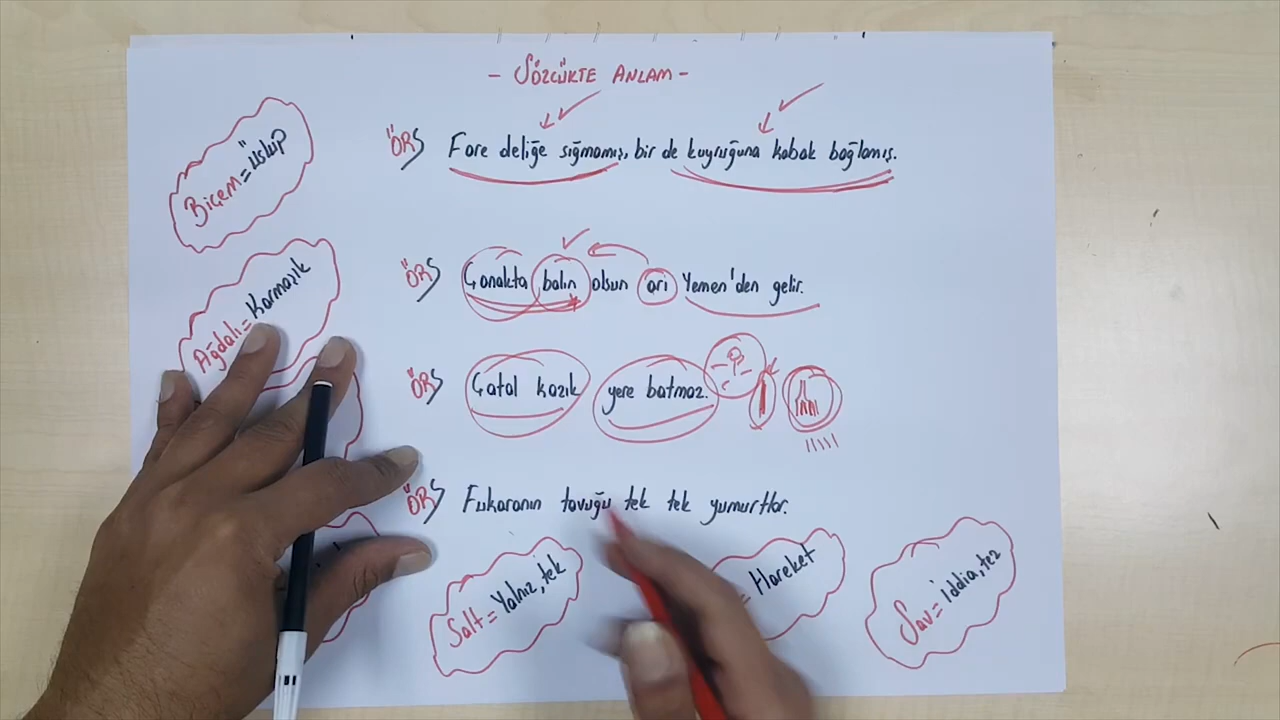 - SÖZCÜKTE ANLAM -
ÖRS Fare deliğe sığmamış, bir de kuyruğuna kabak bağlamış.
Biçem = Üslup
ÖRS Çanakta balın olsun arı Yemen'den gelir.
Ağdalı = Karmaşık
ÖRS Çatal kazık yere batmaz.
ÖRS Fukaranın tavuğu tek tek yumurtlar.
Salt = Yalnız, tek
= Hareket
Sav = İddia, tez